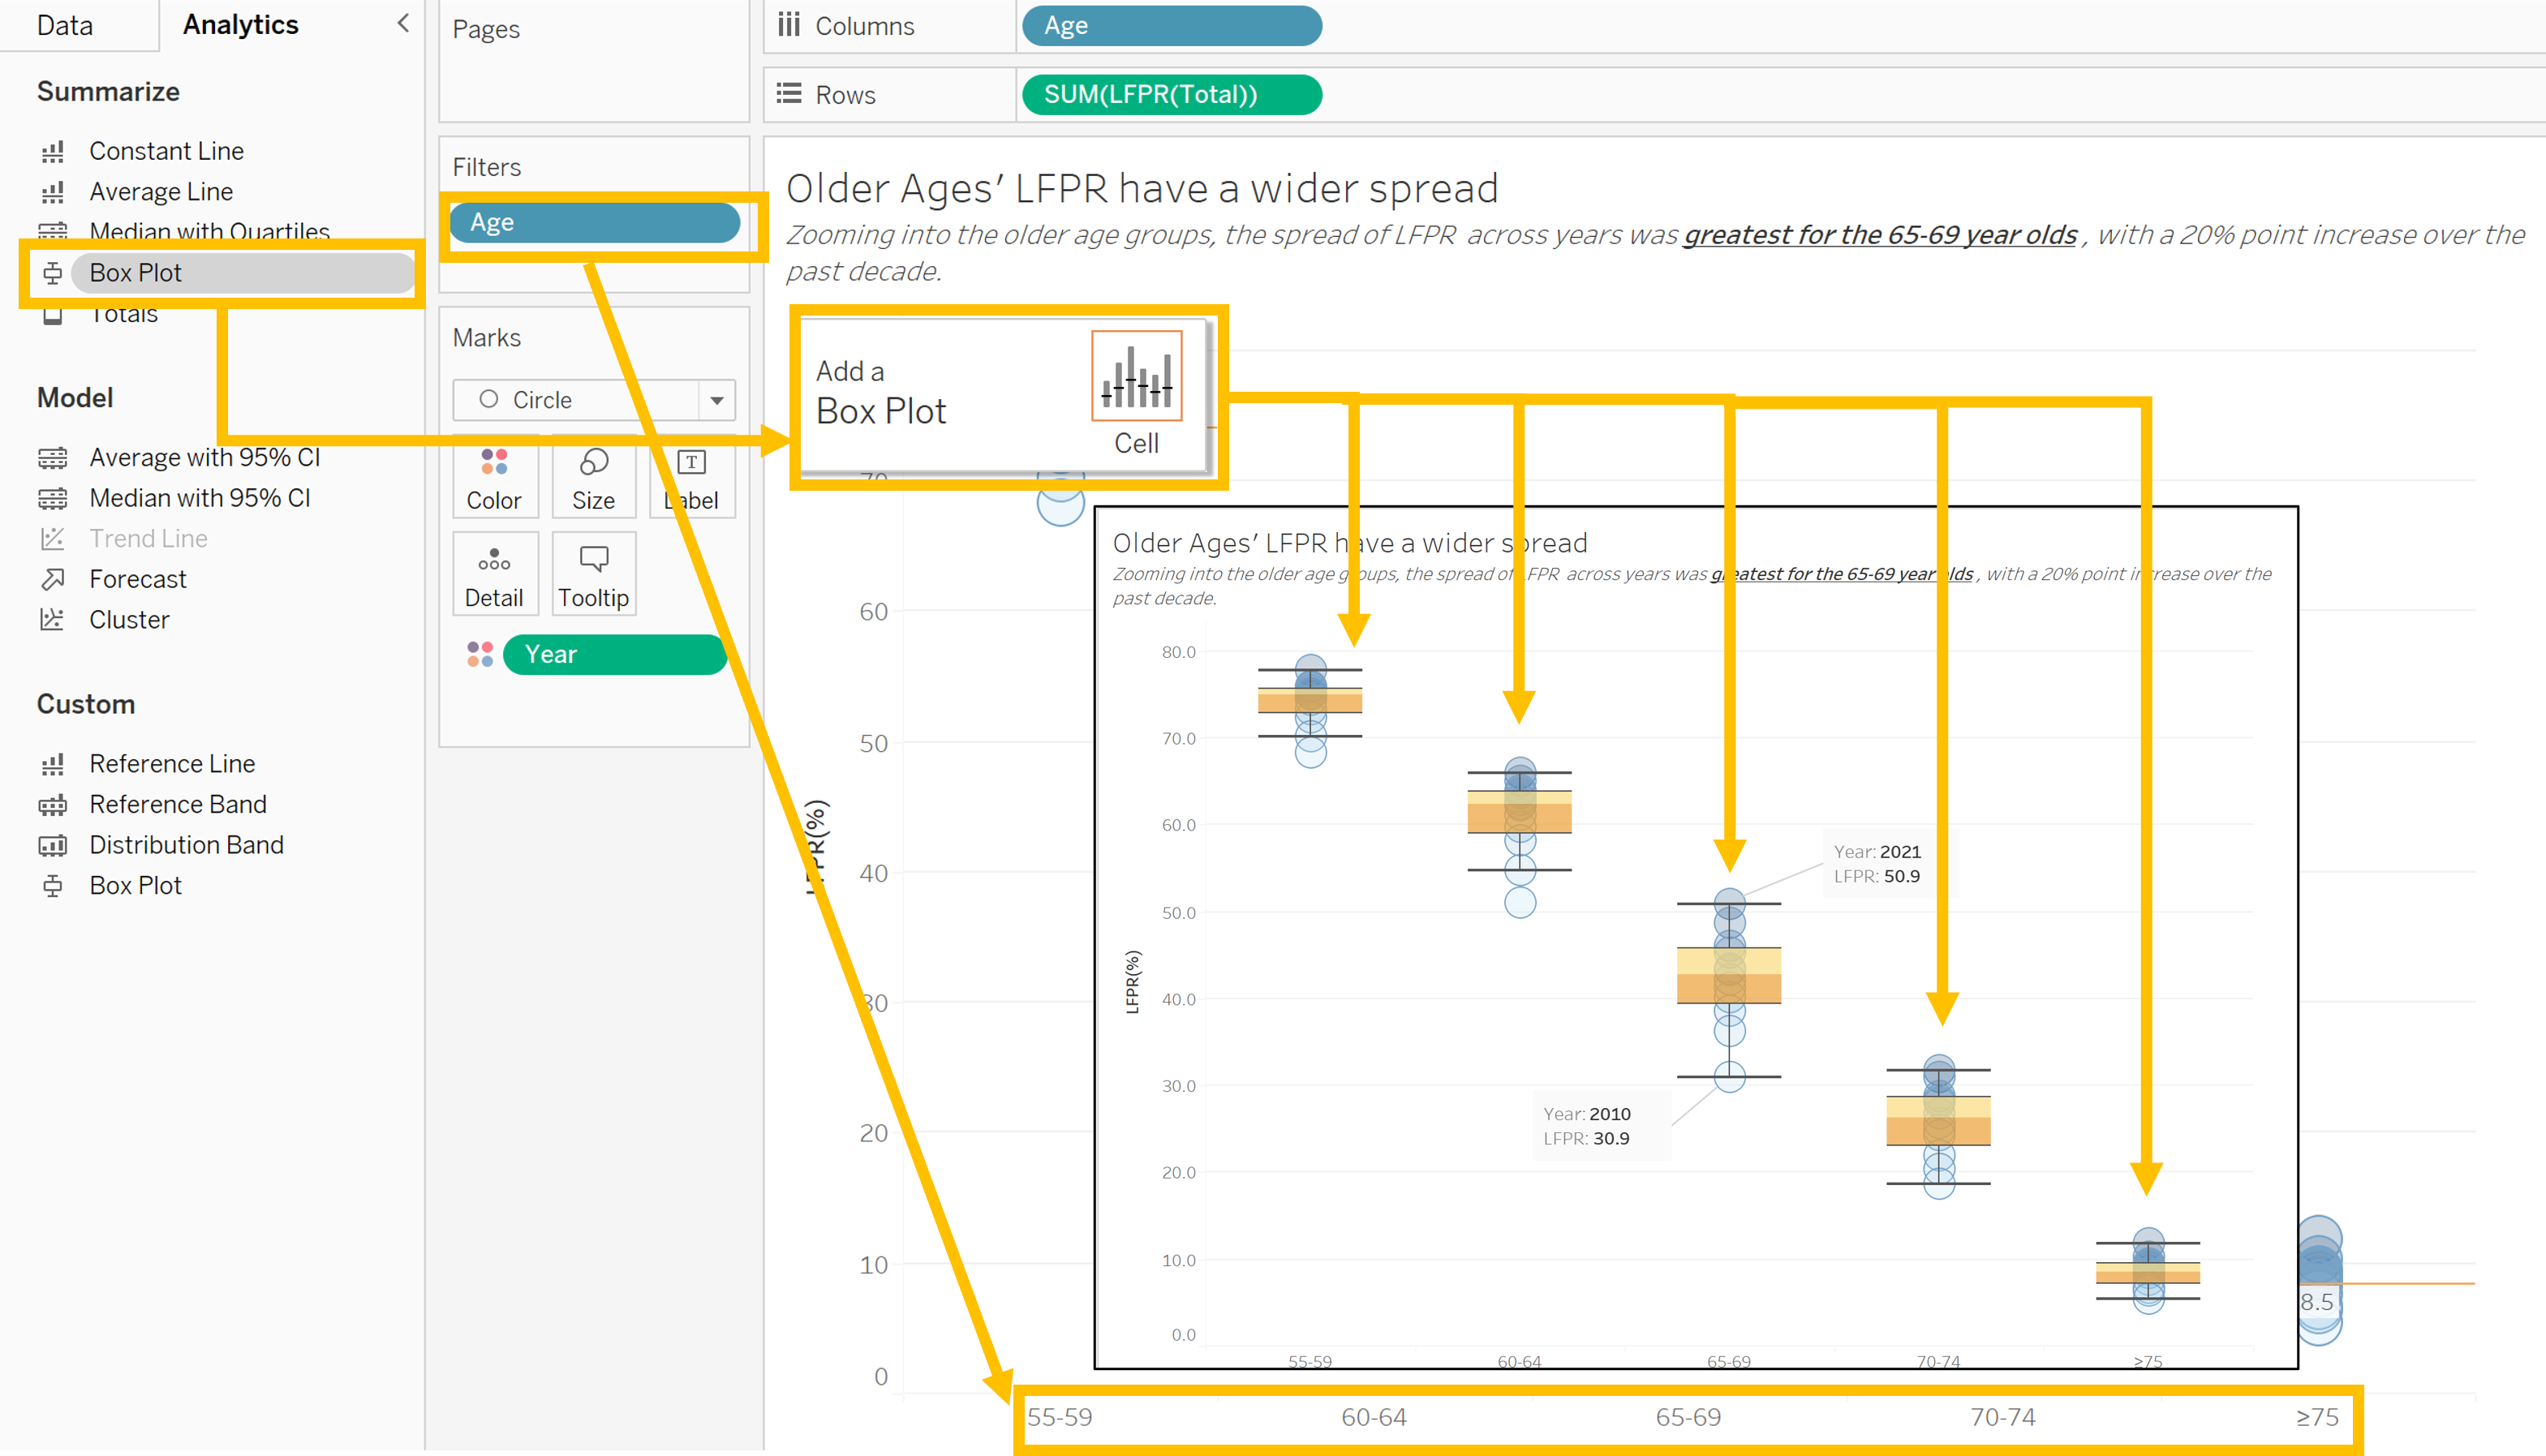 Data
Analytics
Summarize
Constant Line
Average Line
Median with Quartiles
Box Plot
Totals
Model
Average with 95% CI
Median with 95% CI
Trend Line
Forecast
Cluster
Custom
Reference Line
Reference Band
Distribution Band
Box Plot
Pages
Filters
Age
Marks
Circle
Color
Size
Label
Detail
Tooltip
Year
Columns
Age
Rows
SUM(LFPR(Total))
Older Ages’ LFPR have a wider spread
Zooming into the older age groups, the spread of LFPR across years was greatest for the 65-69 year olds , with a 20% point increase over the
past decade.
Add a
Box Plot
Cell
70
60
50
40
30
20
10
0
LFPR(%)
8.5
55-59
60-64
65-69
70-74
≥75
Older Ages’ LFPR have a wider spread
Zooming into the older age groups, the spread of LFPR across years was greatest for the 65-69 year olds , with a 20% point increase over the
past decade.
80.0
70.0
60.0
50.0
40.0
30.0
20.0
10.0
0.0
LFPR(%)
Year: 2021
LFPR: 50.9
Year: 2010
LFPR: 30.9
55-59
60-64
65-69
70-74
≥75